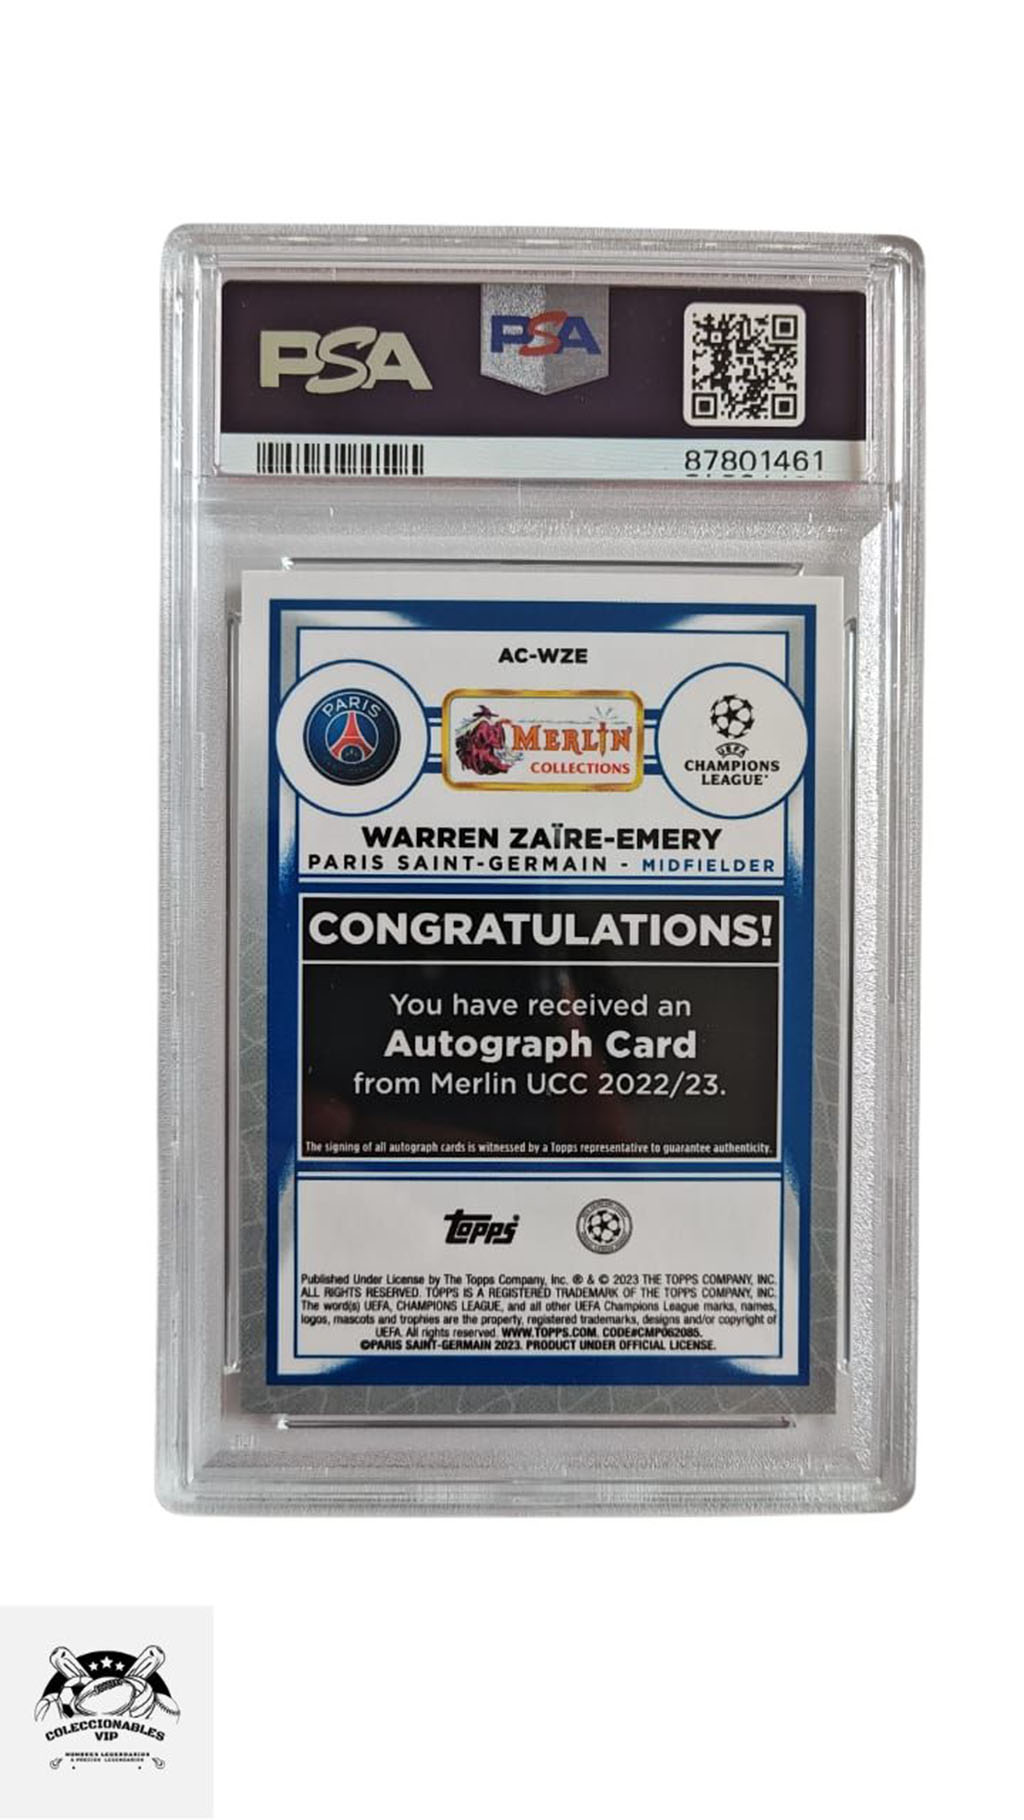 PSA
PSA
87801461
AC-WZE
PARIS
MERLIN
COLLECTIONS
UEFA
CHAMPIONS
LEAGUE
WARREN ZAÏRE-EMERY
PARIS SAINT-GERMAIN - MIDFIELDER
CONGRATULATIONS!
You have received an
Autograph Card
from Merlin UCC 2022/23.
The signing of all autograph cards is witnessed by a Topps representative to guarantee authenticity.
topps
Published Under License by The Topps Company, Inc. ® & © 2023 THE TOPPS COMPANY, INC.
ALL RIGHTS RESERVED. TOPPS IS A REGISTERED TRADEMARK OF THE TOPPS COMPANY, INC.
The word(s) UEFA, CHAMPIONS LEAGUE, and all other UEFA Champions League marks, names,
logos, mascots and trophies are the property, registered trademarks, designs and/or copyright of
UEFA. All rights reserved. WWW.TOPPS.COM. CODE#CMP062085.
©PARIS SAINT-GERMAIN 2023. PRODUCT UNDER OFFICIAL LICENSE.
COLECCIONABLES
VIP
NOMBRES LEGENDARIOS
A PRECIOS LEGENDARIOS